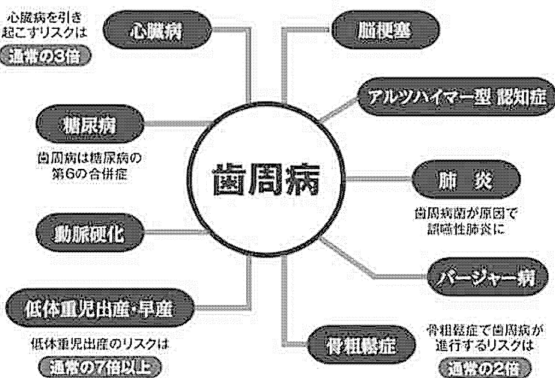 心臓病を引き
起こすリスクは
通常の3倍
心臓病
脳梗塞
アルツハイマー型 認知症
糖尿病
歯周病は糖尿病の
第6の合併症
歯周病
肺炎
歯周病菌が原因で
誤嚥性肺炎に
動脈硬化
バージャー病
低体重児出産・早産
低体重児出産のリスクは
通常の7倍以上
骨粗鬆症
骨粗鬆症で歯周病が
進行するリスクは
通常の2倍